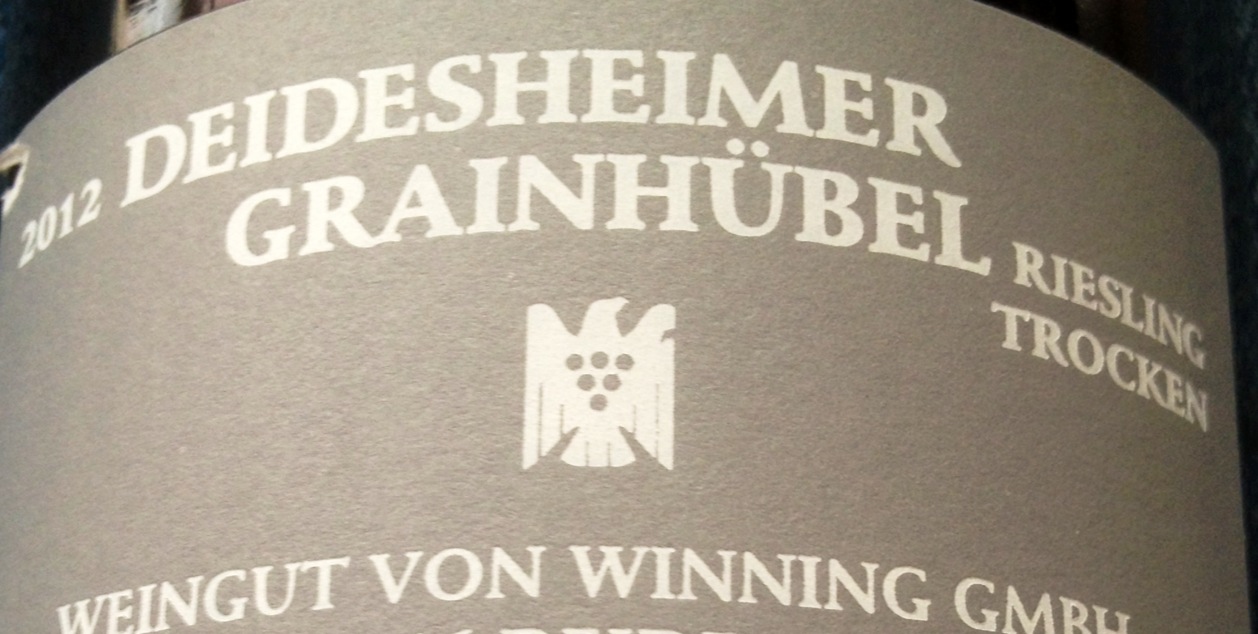 2012 DEIDESHEIMER
GRAINHÜBEL RIESLING
TROCKEN
WEINGUT VON WINNING GMBH